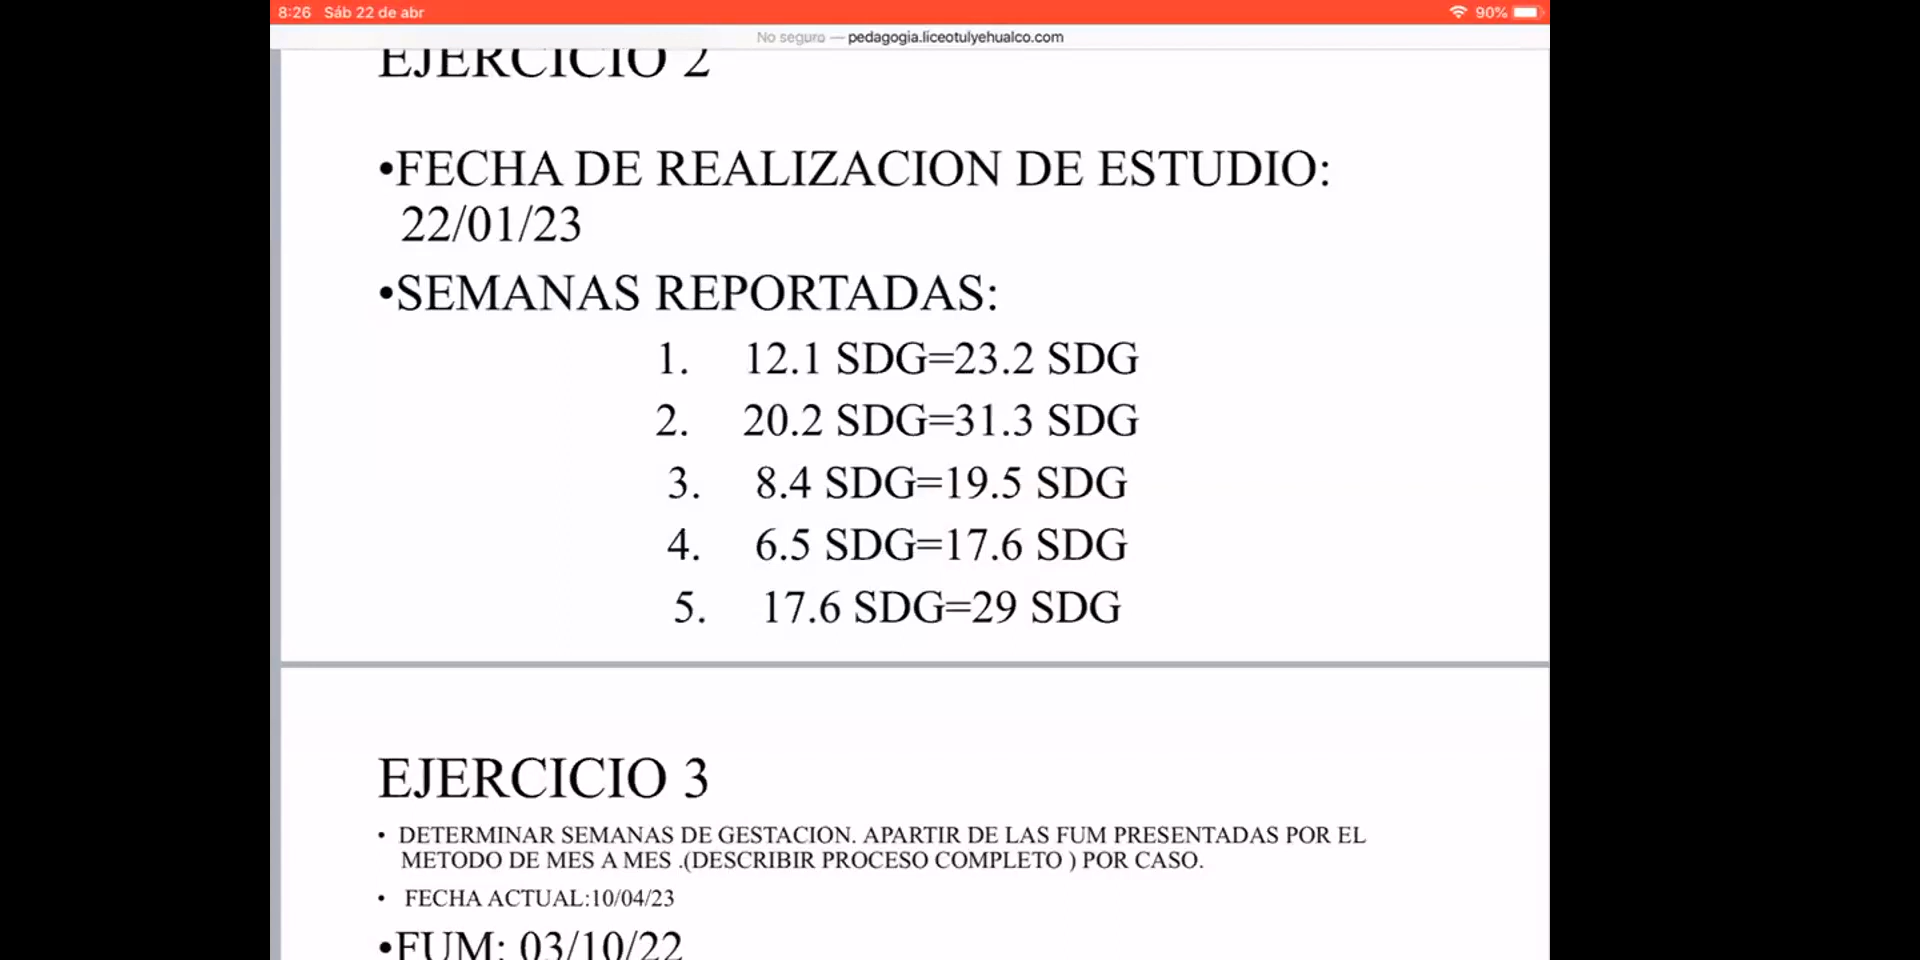 8:26 Sáb 22 de abr 90%
No seguro — pedagogia.liceotulyehualco.com
EJERCICIO 2
•FECHA DE REALIZACION DE ESTUDIO:
22/01/23
•SEMANAS REPORTADAS:
1. 12.1 SDG=23.2 SDG
2. 20.2 SDG=31.3 SDG
3. 8.4 SDG=19.5 SDG
4. 6.5 SDG=17.6 SDG
5. 17.6 SDG=29 SDG
EJERCICIO 3
• DETERMINAR SEMANAS DE GESTACION. APARTIR DE LAS FUM PRESENTADAS POR EL
METODO DE MES A MES .(DESCRIBIR PROCESO COMPLETO ) POR CASO.
• FECHA ACTUAL:10/04/23
•FUM: 03/10/22